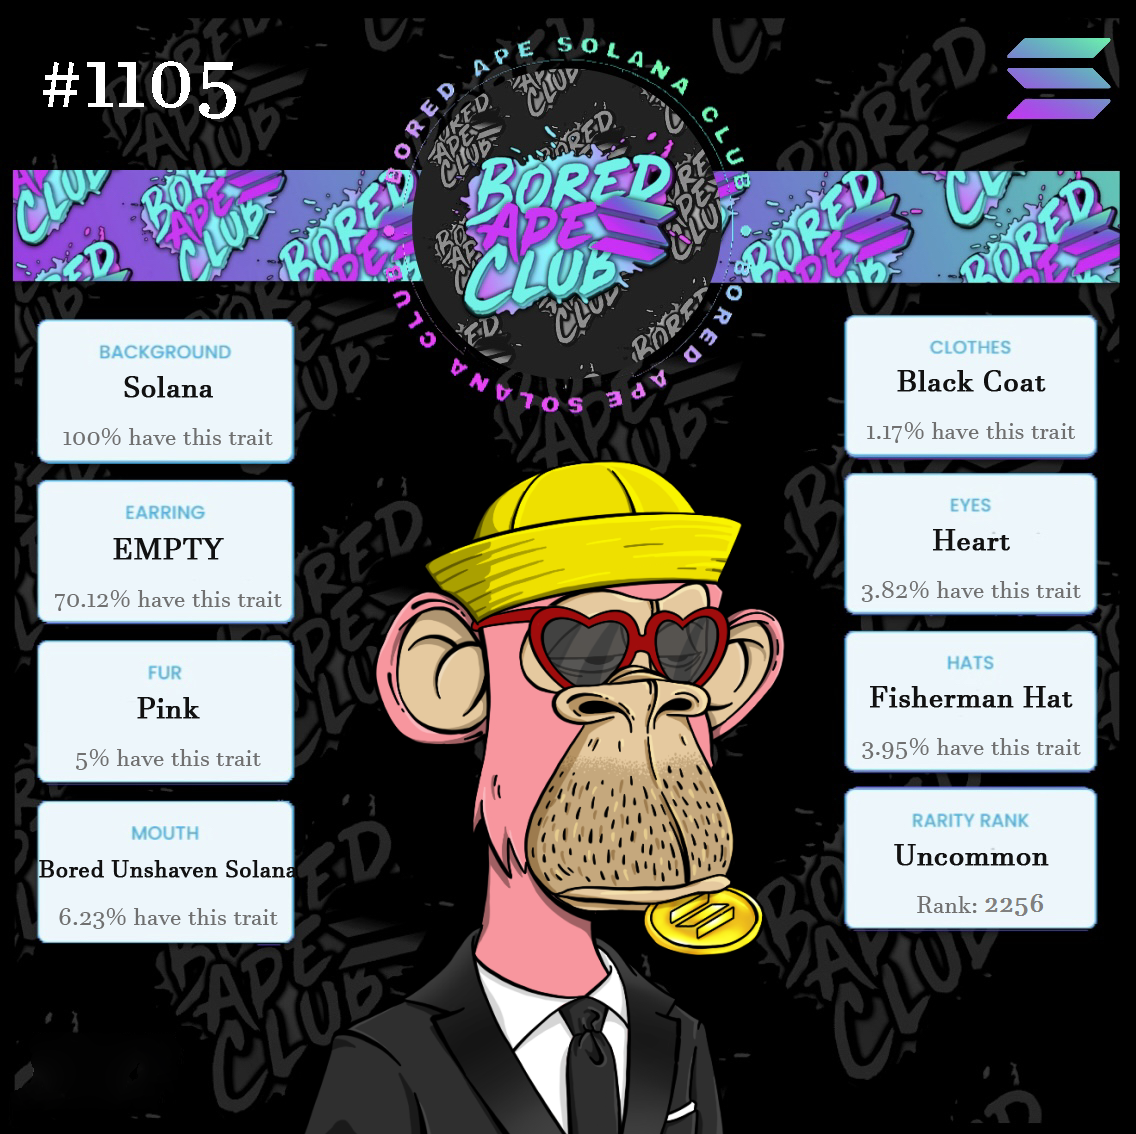 #1105
BORED APE SOLANA CLUB
BORED
APE
CLUB
BORED APE SOLANA CLUB
BACKGROUND
Solana
100% have this trait
EARRING
EMPTY
70.12% have this trait
FUR
Pink
5% have this trait
MOUTH
Bored Unshaven Solana
6.23% have this trait
CLOTHES
Black Coat
1.17% have this trait
EYES
Heart
3.82% have this trait
HATS
Fisherman Hat
3.95% have this trait
RARITY RANK
Uncommon
Rank: 2256